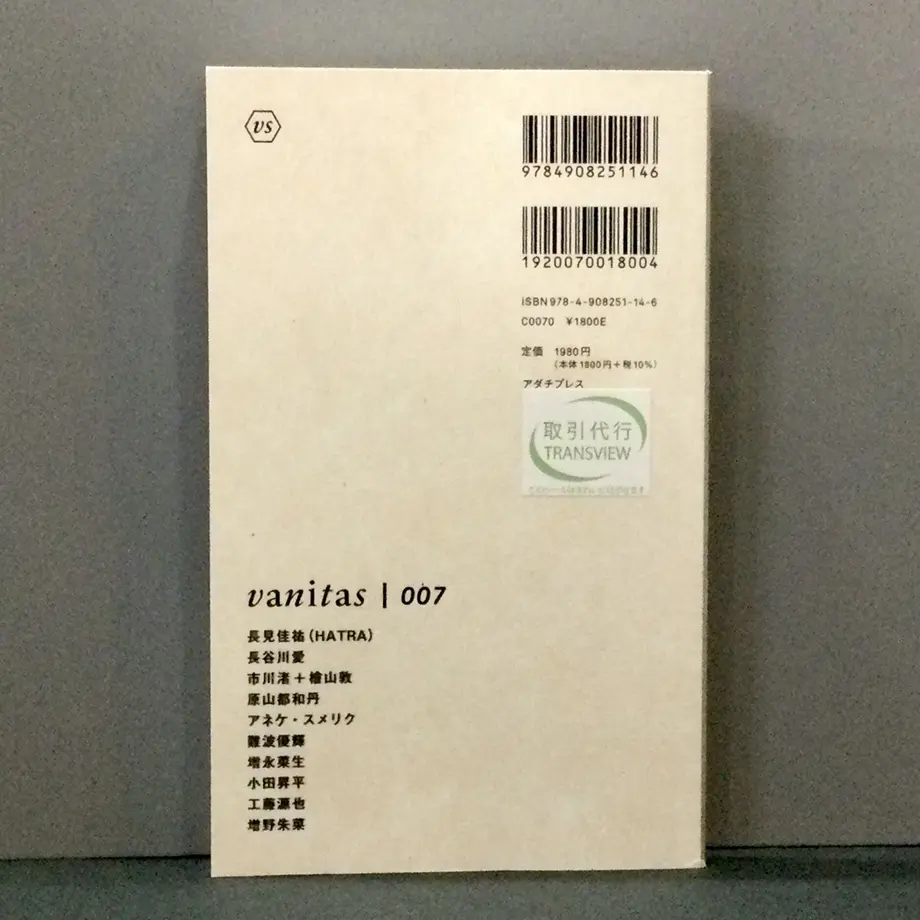 vs
9784908251146
1920070018004
ISBN978-4-908251-14-6
C0070 ¥1800E
定価 1980円
(本体1800円+税10%)
アダチプレス
取引代行
TRANSVIEW
vanitas | 007
長見佳祐(HATRA)
長谷川愛
市川渚+檜山敦
原山都和丹
アネケ・スメリク
難波優輝
増永菜生
小田昇平
工藤源也
増野朱菜